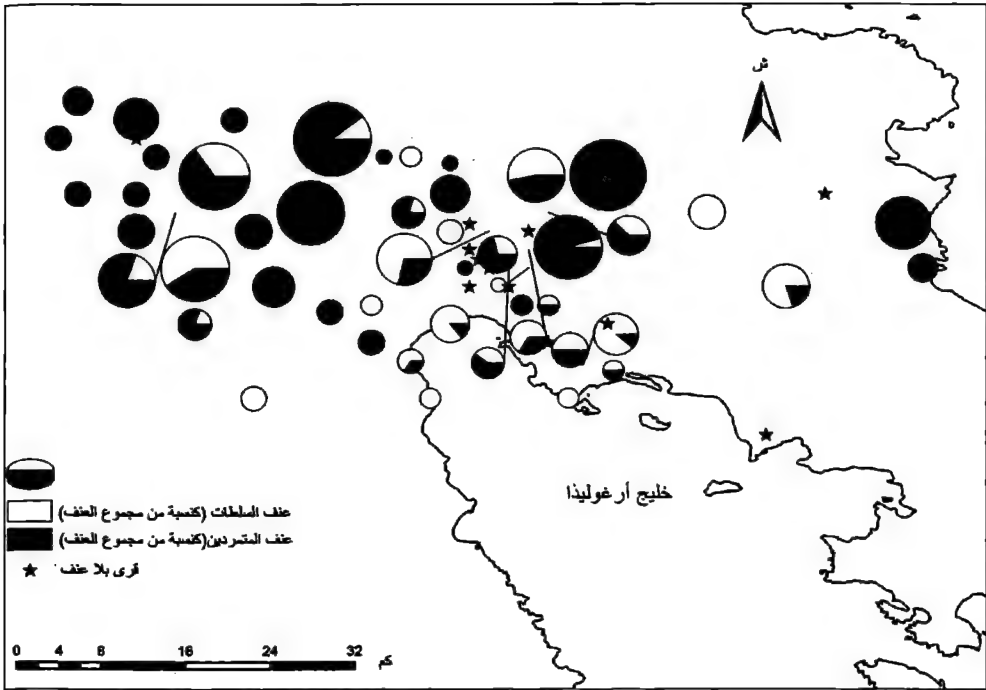 ش
خليج أرغوليذا
عنف السلطات (كنسبة من مجموع العنف)
عنف المتمردين(كنسبة من مجموع العنف)
قرى بلا عنف
0 4 8 16 24 32 كم